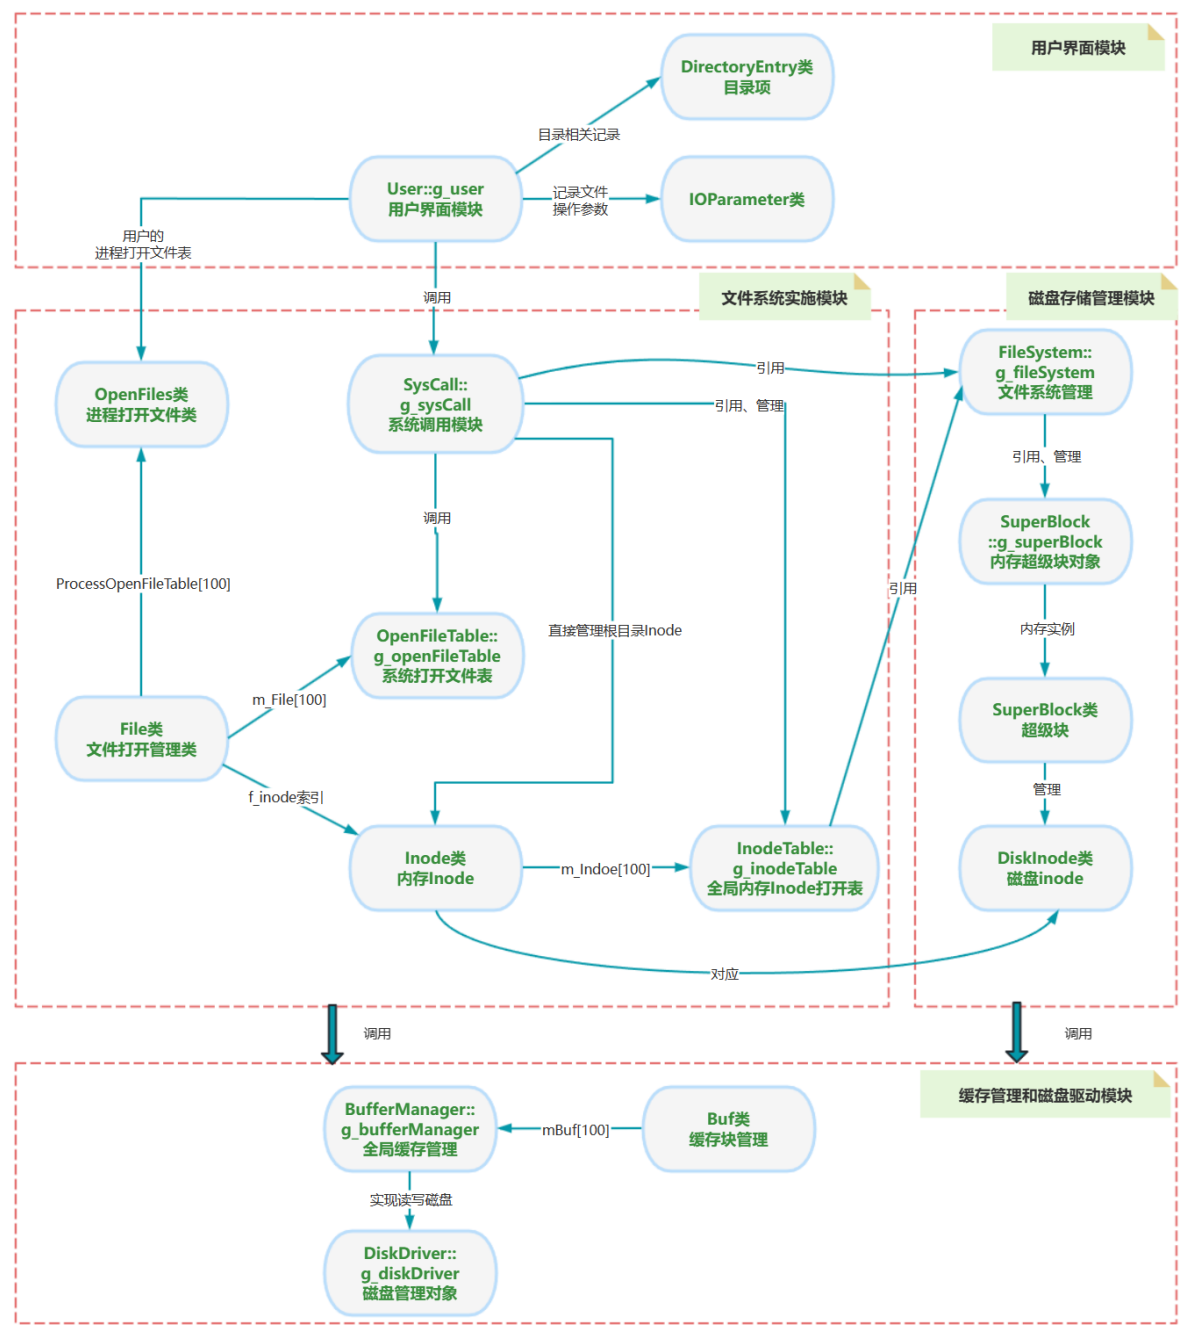 用户界面模块
DirectoryEntry类
目录项
目录相关记录
User::g_user
用户界面模块
记录文件
操作参数
IOParameter类
用户的
进程打开文件表
调用
文件系统实施模块
磁盘存储管理模块
OpenFiles类
进程打开文件类
SysCall::
g_sysCall
系统调用模块
引用
引用、管理
FileSystem::
g_fileSystem
文件系统管理
引用、管理
调用
SuperBlock
::g_superBlock
内存超级块对象
ProcessOpenFileTable[100]
引用
OpenFileTable::
g_openFileTable
系统打开文件表
直接管理根目录Inode
内存实例
m_File[100]
File类
文件打开管理类
SuperBlock类
超级块
f_inode索引
管理
Inode类
内存Inode
m_Indoe[100]
InodeTable::
g_inodeTable
全局内存Inode打开表
DiskInode类
磁盘inode
对应
调用
调用
缓存管理和磁盘驱动模块
BufferManager::
g_bufferManager
全局缓存管理
mBuf[100]
Buf类
缓存块管理
实现读写磁盘
DiskDriver::
g_diskDriver
磁盘管理对象